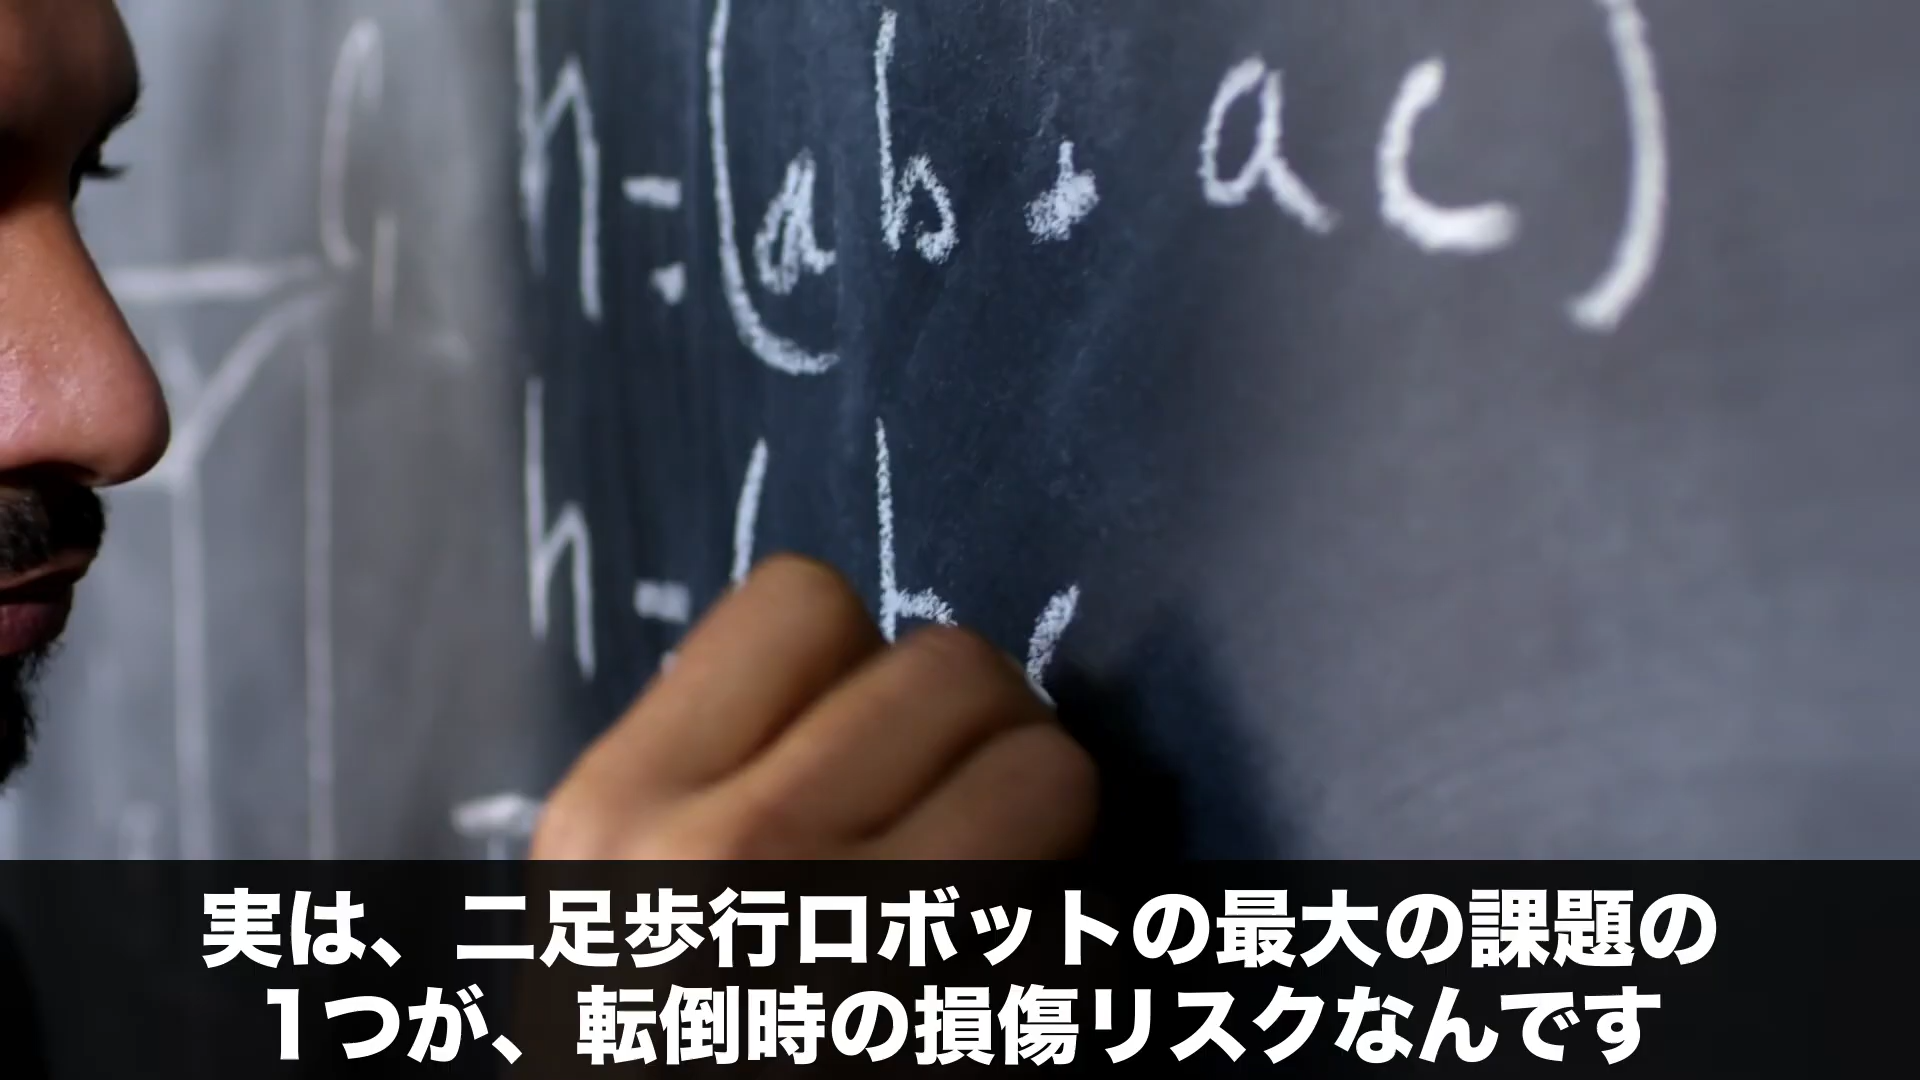 h=(ab · ac)
h=
実は、二足歩行ロボットの最大の課題の
1つが、転倒時の損傷リスクなんです